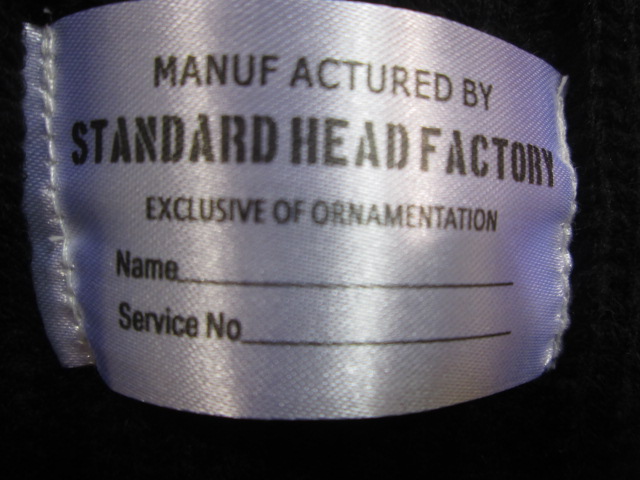 MANUF ACTURED BY
STANDARD HEAD FACTORY
EXCLUSIVE OF ORNAMENTATION
Name
Service No